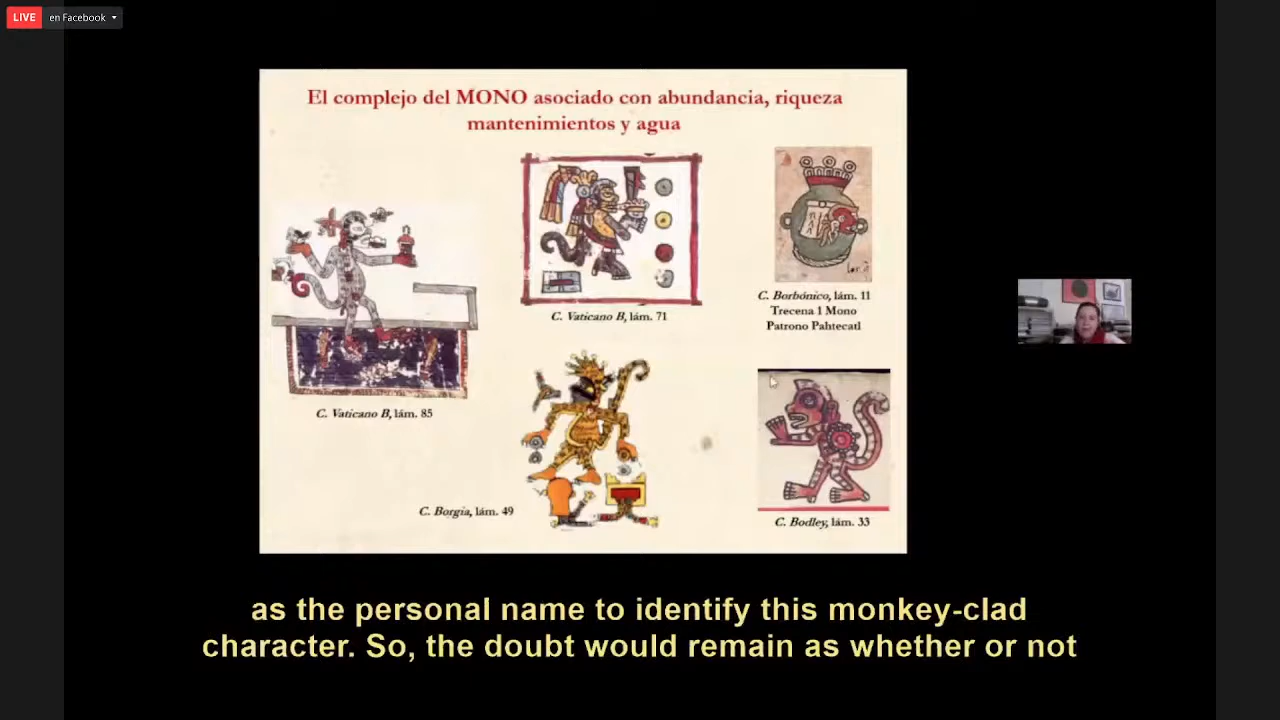 LIVE en Facebook
El complejo del MONO asociado con abundancia, riqueza
mantenimientos y agua
C. Vaticano B, lám. 71
C. Borbónico, lám. 11
Trecena 1 Mono
Patrono Pahtecatl
C. Vaticano B, lám. 85
C. Borgia, lám. 49
C. Bodley, lám. 33
as the personal name to identify this monkey-clad
character. So, the doubt would remain as whether or not